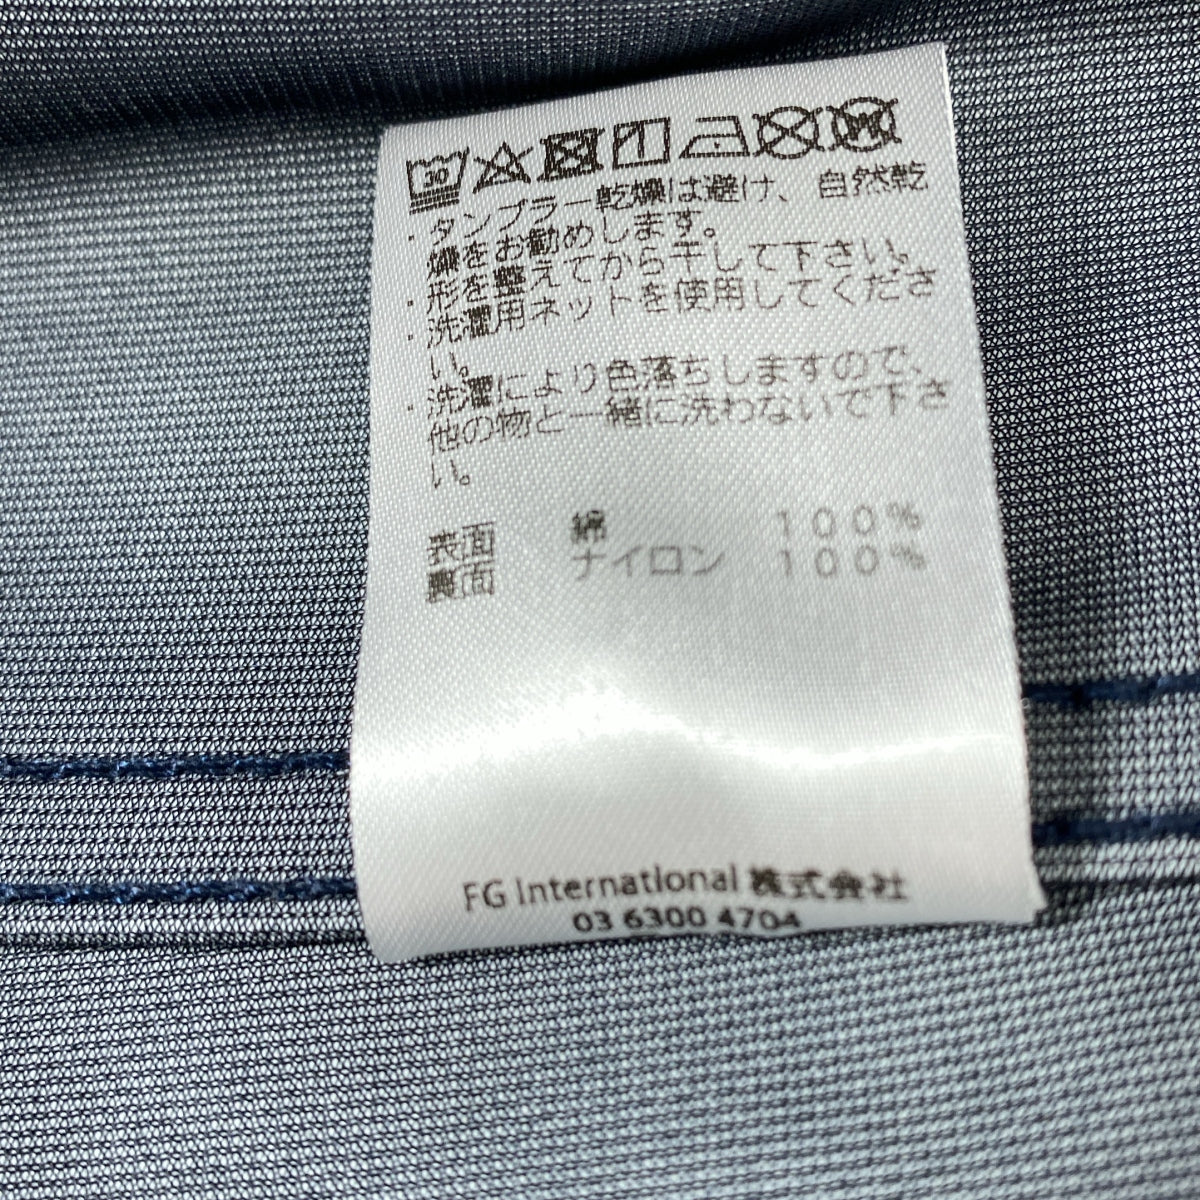 30
・タンブラー乾燥は避け、自然乾
燥をお勧めします。
・形を整えてから干して下さい。
・洗濯用ネットを使用してくださ
い。
・洗濯により色落ちしますので、
他の物と一緒に洗わないで下さ
い。
表面 綿 100%
裏面 ナイロン 100%
FG International 株式会社
03 6300 4704